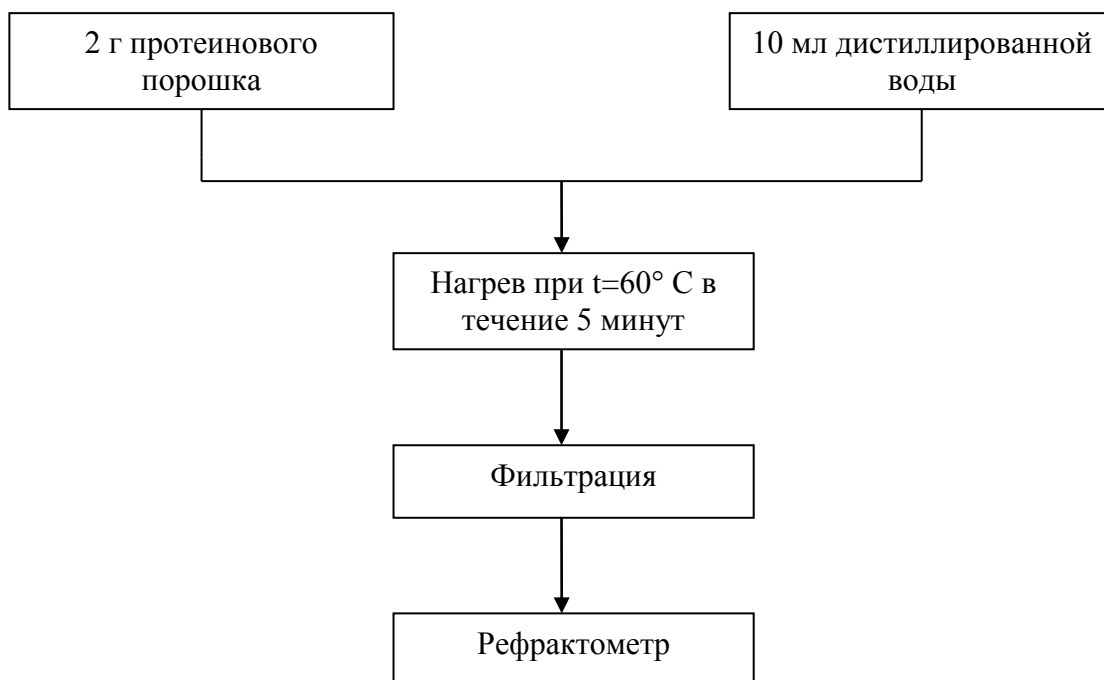 2 г протеинового
порошка
10 мл дистиллированной
воды
Нагрев при t=60° С в
течение 5 минут
Фильтрация
Рефрактометр